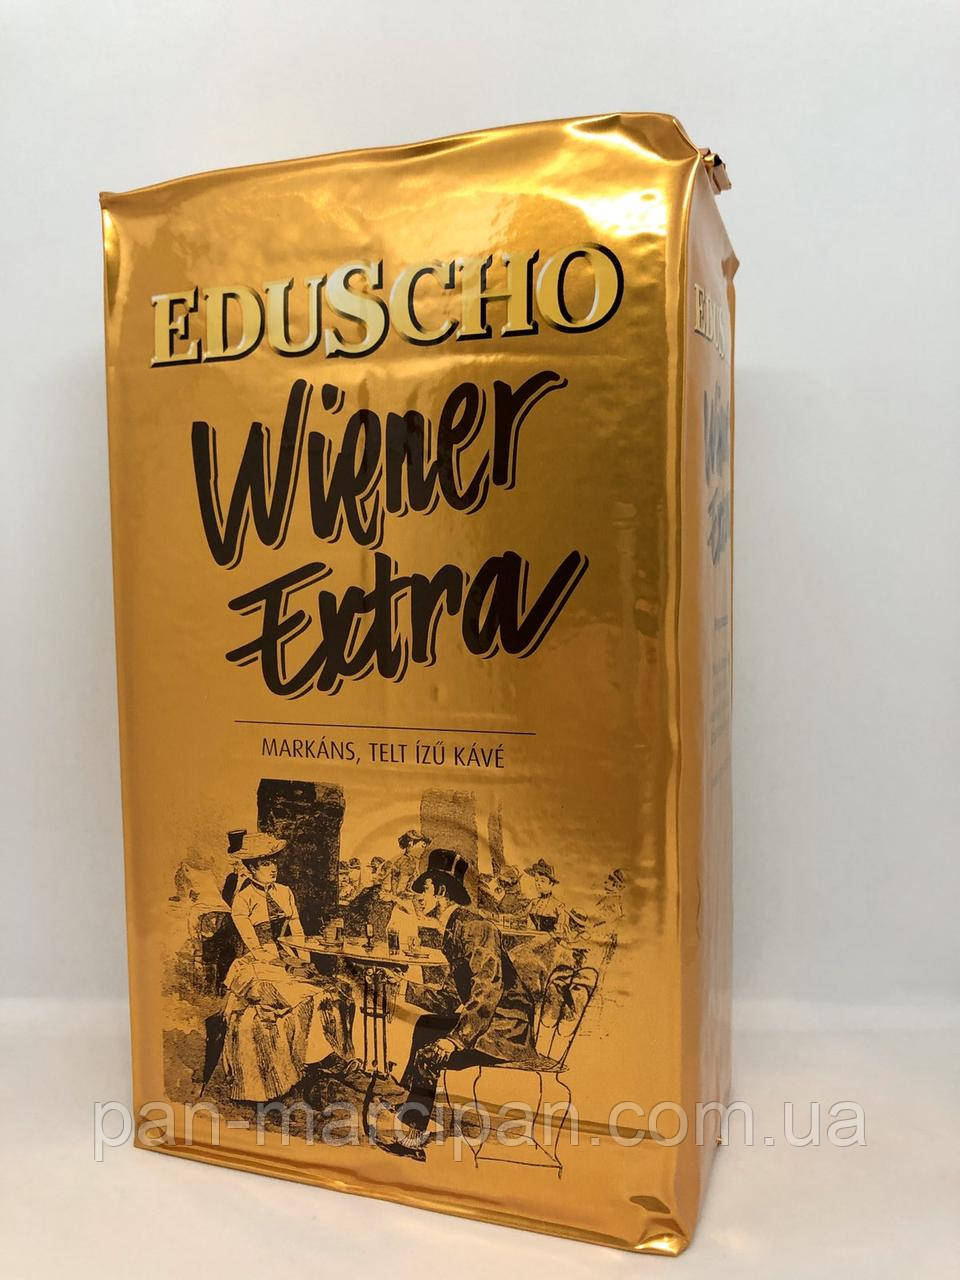 EDUSCHO
Wiener
Extra
MARKÁNS, TELT ÍZŰ KÁVÉ
pan-marcipan.com.ua